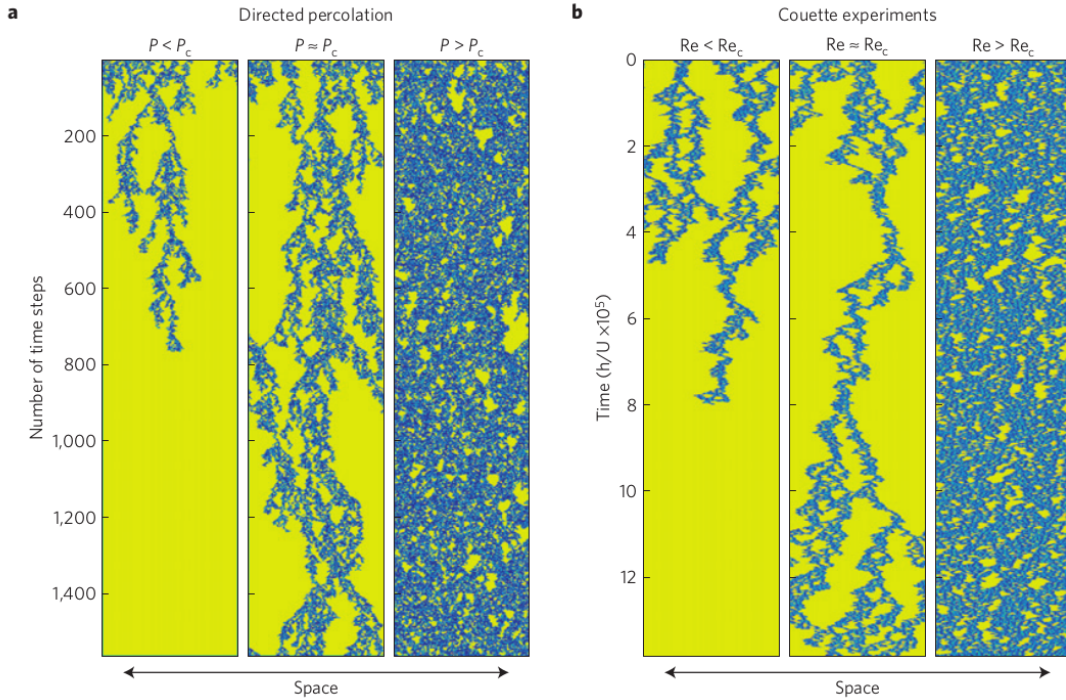 a
Directed percolation
P < Pc
P ≈ Pc
P > Pc
Number of time steps
200
400
600
800
1,000
1,200
1,400
Space
b
Couette experiments
Re < Rec
Re ≈ Rec
Re > Rec
Time (h/U ×10⁵)
0
2
4
6
8
10
12
Space